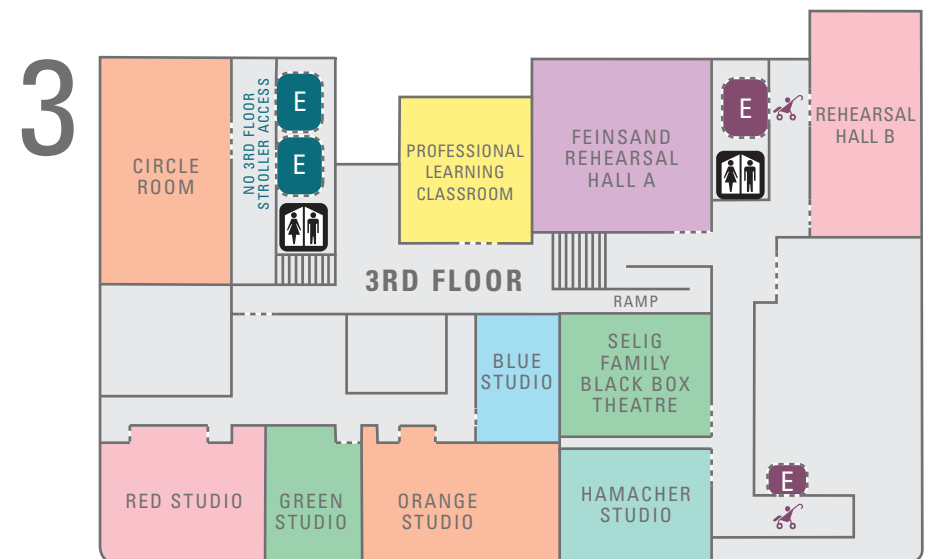 3
CIRCLE
ROOM
NO 3RD FLOOR
STROLLER ACCESS
E
E
PROFESSIONAL
LEARNING
CLASSROOM
FEINSAND
REHEARSAL
HALL A
E
REHEARSAL
HALL B
3RD FLOOR
RAMP
BLUE
STUDIO
SELIG
FAMILY
BLACK BOX
THEATRE
RED STUDIO
GREEN
STUDIO
ORANGE
STUDIO
HAMACHER
STUDIO
E